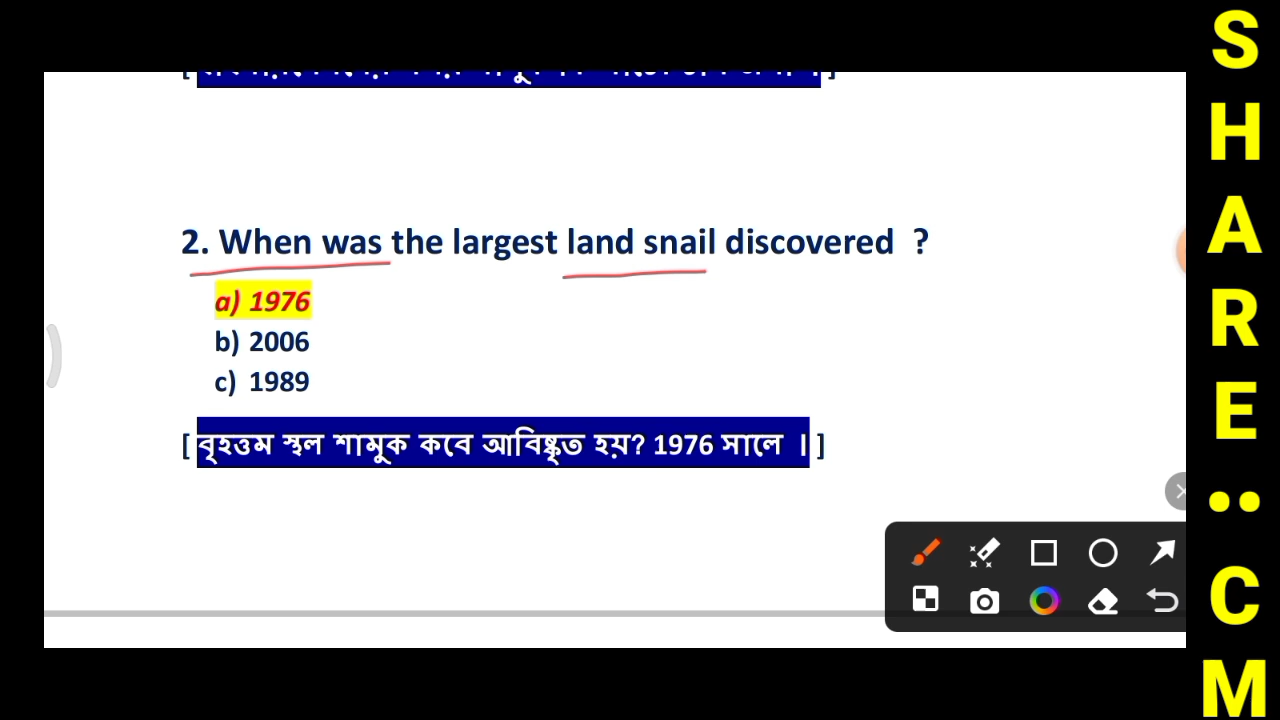 2. When was the largest land snail discovered ?
a) 1976
b) 2006
c) 1989
[ বৃহত্তম স্থল শামুক কবে আবিষ্কৃত হয়? 1976 সালে । ]
SHARE••CM